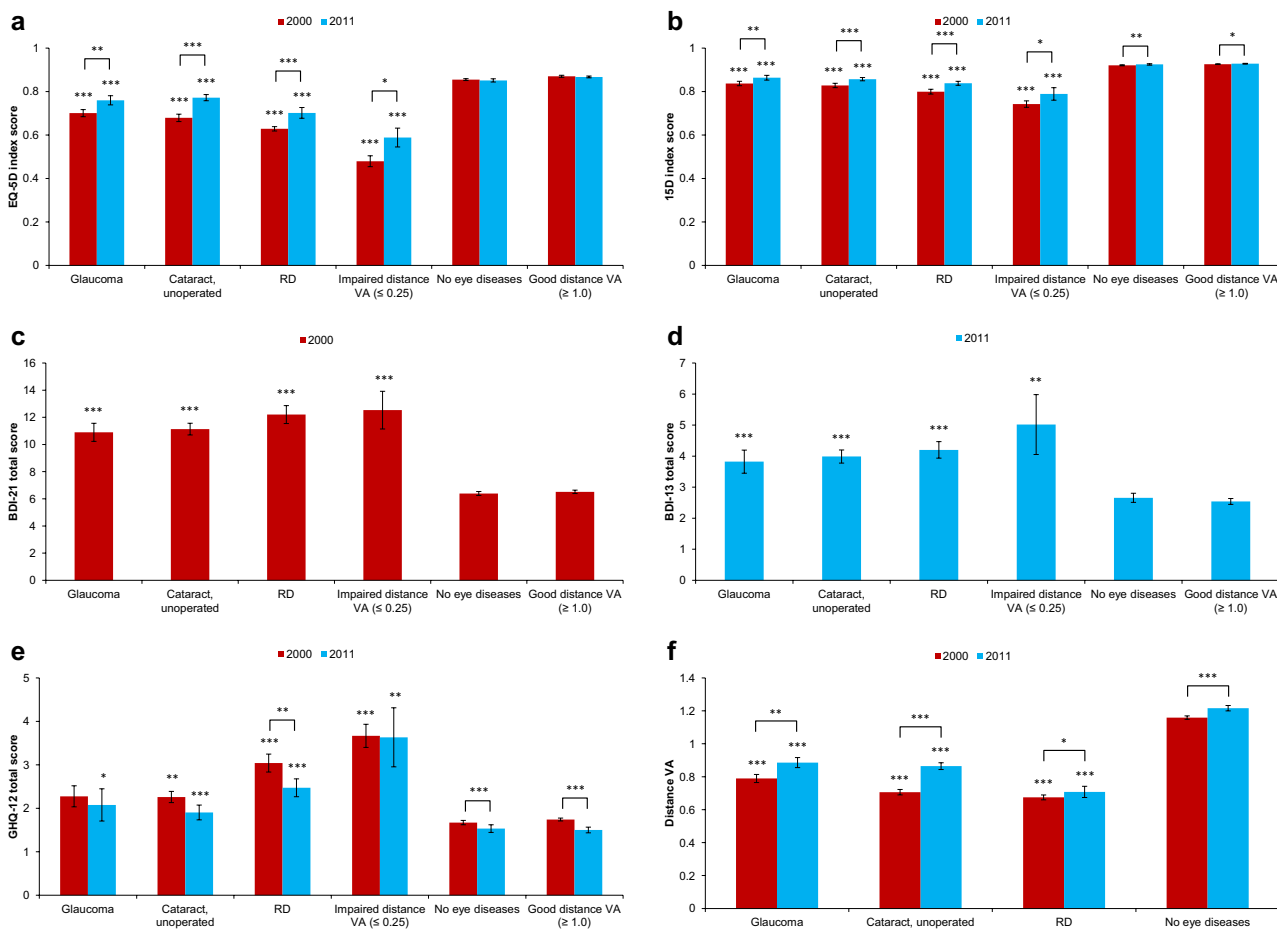 a
2000 2011
** *** *** *
*** *** *** *** *** *** *** ***
EQ-5D index score
1
0.8
0.6
0.4
0.2
0
Glaucoma Cataract, RD Impaired distance No eye diseases Good distance VA
unoperated VA (≤ 0.25) (≥ 1.0)
b
2000 2011
** *** *** * ** *
*** *** *** *** *** *** *** ***
15D index score
1
0.8
0.6
0.4
0.2
0
Glaucoma Cataract, RD Impaired distance No eye diseases Good distance VA
unoperated VA (≤ 0.25) (≥ 1.0)
c
2000
*** *** *** ***
BDI-21 total score
16
14
12
10
8
6
4
2
0
Glaucoma Cataract, RD Impaired distance No eye diseases Good distance VA
unoperated VA (≤ 0.25) (≥ 1.0)
d
2011
*** *** *** **
BDI-13 total score
7
6
5
4
3
2
1
0
Glaucoma Cataract, RD Impaired distance No eye diseases Good distance VA
unoperated VA (≤ 0.25) (≥ 1.0)
e
2000 2011
** *** ***
* ** *** *** *** *** **
GHQ-12 total score
5
4
3
2
1
0
Glaucoma Cataract, RD Impaired distance No eye diseases Good distance VA
unoperated VA (≤ 0.25) (≥ 1.0)
f
2000 2011
** *** * ***
*** *** *** *** *** ***
Distance VA
1.4
1.2
1
0.8
0.6
0.4
0.2
0
Glaucoma Cataract, unoperated RD No eye diseases